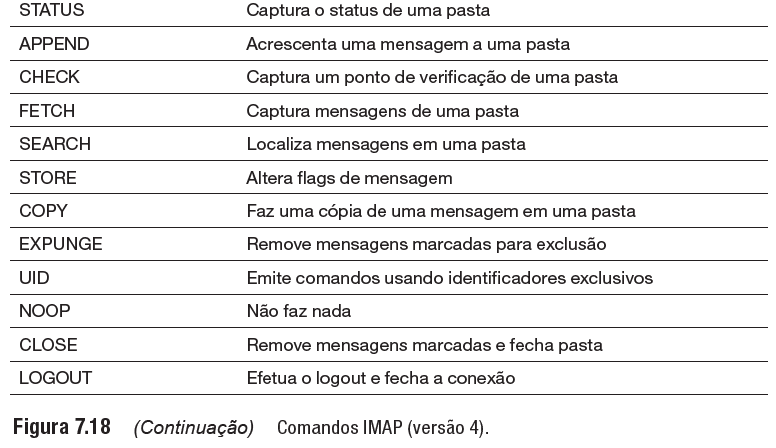 STATUS Captura o status de uma pasta
APPEND Acrescenta uma mensagem a uma pasta
CHECK Captura um ponto de verificação de uma pasta
FETCH Captura mensagens de uma pasta
SEARCH Localiza mensagens em uma pasta
STORE Altera flags de mensagem
COPY Faz uma cópia de uma mensagem em uma pasta
EXPUNGE Remove mensagens marcadas para exclusão
UID Emite comandos usando identificadores exclusivos
NOOP Não faz nada
CLOSE Remove mensagens marcadas e fecha pasta
LOGOUT Efetua o logout e fecha a conexão
Figura 7.18 (Continuação) Comandos IMAP (versão 4).